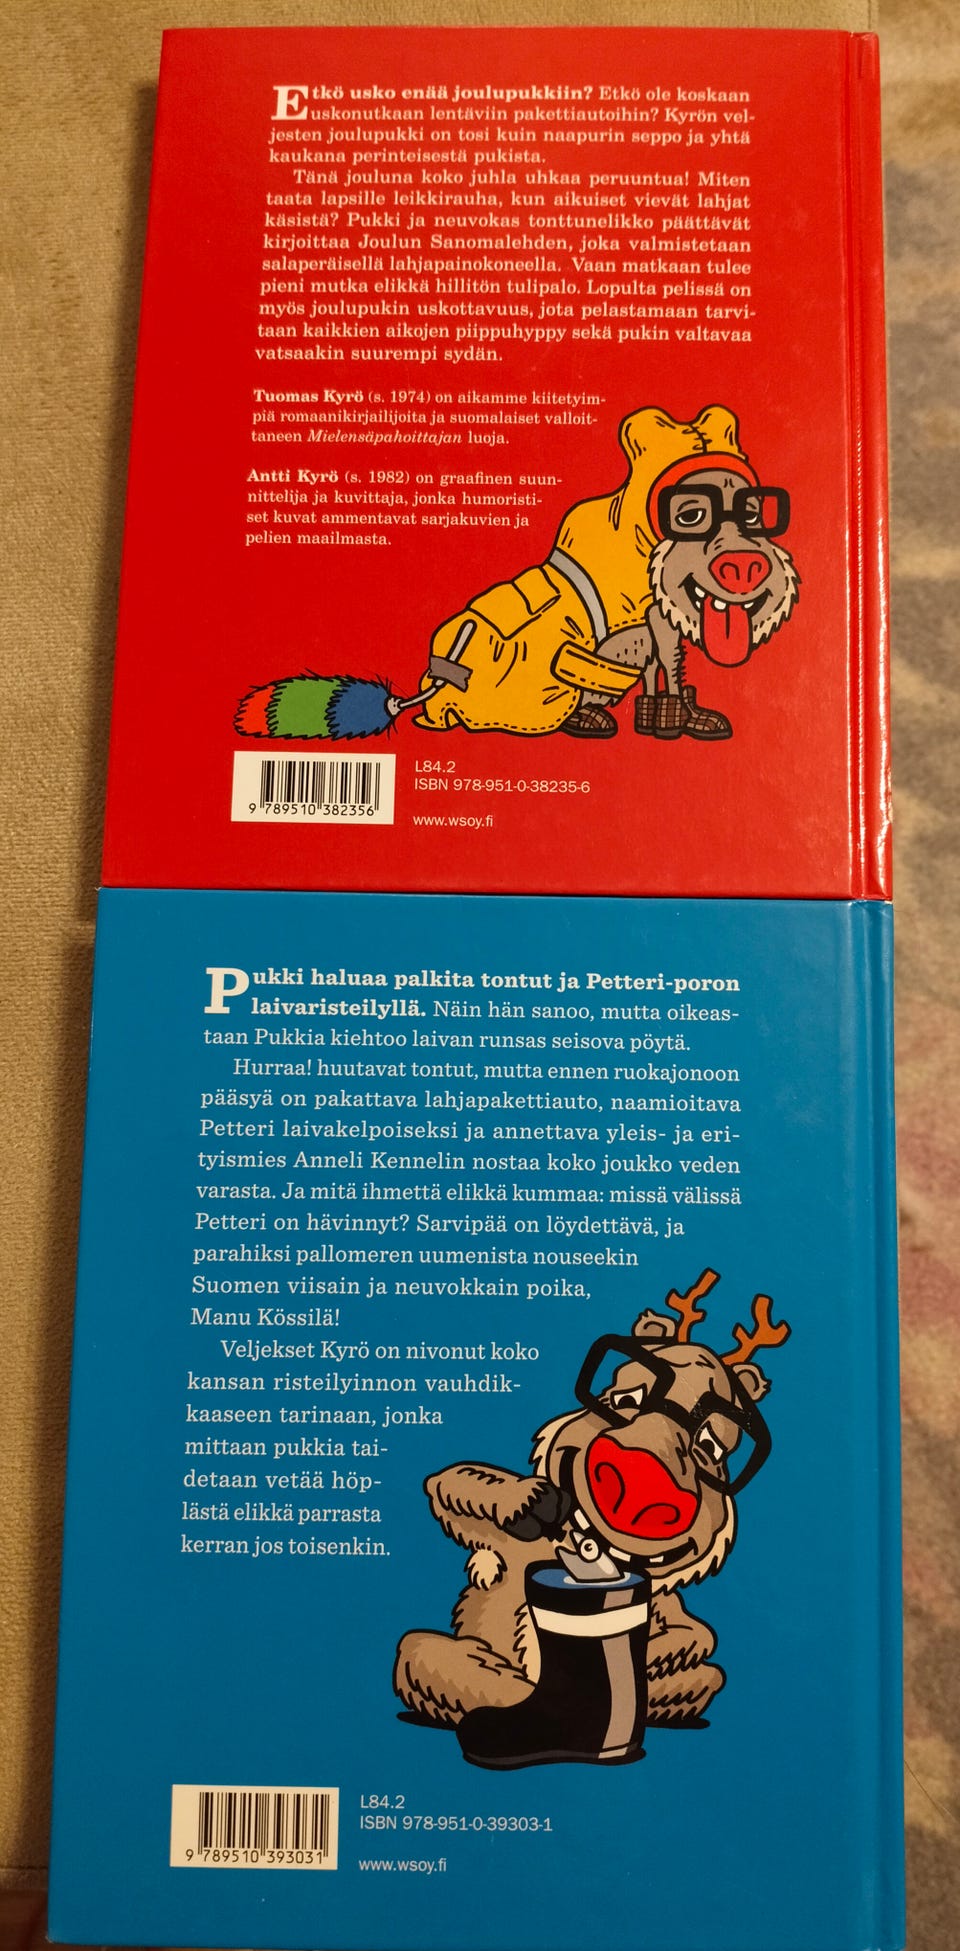 Etkö usko enää joulupukkiin? Etkö ole koskaan
uskonutkaan lentäviin pakettiautoihin? Kyrön vel-
jesten joulupukki on tosi kuin naapurin seppo ja yhtä
kaukana perinteisestä pukista.
Tänä jouluna koko juhla uhkaa peruuntua! Miten
taata lapsille leikkirauha, kun aikuiset vievät lahjat
käsistä? Pukki ja neuvokas tonttunelikko päättävät
kirjoittaa Joulun Sanomalehden, joka valmistetaan
salaperäisellä lahjapainokoneella. Vaan matkaan tulee
pieni mutka elikkä hillitön tulipalo. Lopulta pelissä on
myös joulupukin uskottavuus, jota pelastamaan tarvi-
taan kaikkien aikojen piippuhyppy sekä pukin valtavaa
vatsaakin suurempi sydän.
Tuomas Kyrö (s. 1974) on aikamme kiitetyim-
piä romaanikirjailijoita ja suomalaiset valloit-
taneen Mielensäpahoittajan luoja.
Antti Kyrö (s. 1982) on graafinen suun-
nittelija ja kuvittaja, jonka humoristi-
set kuvat ammentavat sarjakuvien ja
pelien maailmasta.
L84.2
ISBN 978-951-0-38235-6
9 789510 382356
www.wsoy.fi
Pukki haluaa palkita tontut ja Petteri-poron
laivaristeilyllä. Näin hän sanoo, mutta oikeas-
taan Pukkia kiehtoo laivan runsas seisova pöytä.
Hurraa! huutavat tontut, mutta ennen ruokajonoon
pääsyä on pakattava lahjapakettiauto, naamioitava
Petteri laivakelpoiseksi ja annettava yleis- ja eri-
tyismies Anneli Kennelin nostaa koko joukko veden
varasta. Ja mitä ihmettä elikkä kummaa: missä välissä
Petteri on hävinnyt? Sarvipää on löydettävä, ja
parahiksi pallomeren uumenista nouseekin
Suomen viisain ja neuvokkain poika,
Manu Kössilä!
Veljekset Kyrö on nivonut koko
kansan risteilyinnon vauhdik-
kaaseen tarinaan, jonka
mittaan pukkia tai-
detaan vetää höp-
lästä elikkä parrasta
kerran jos toisenkin.
L84.2
ISBN 978-951-0-39303-1
9 789510 393031
www.wsoy.fi